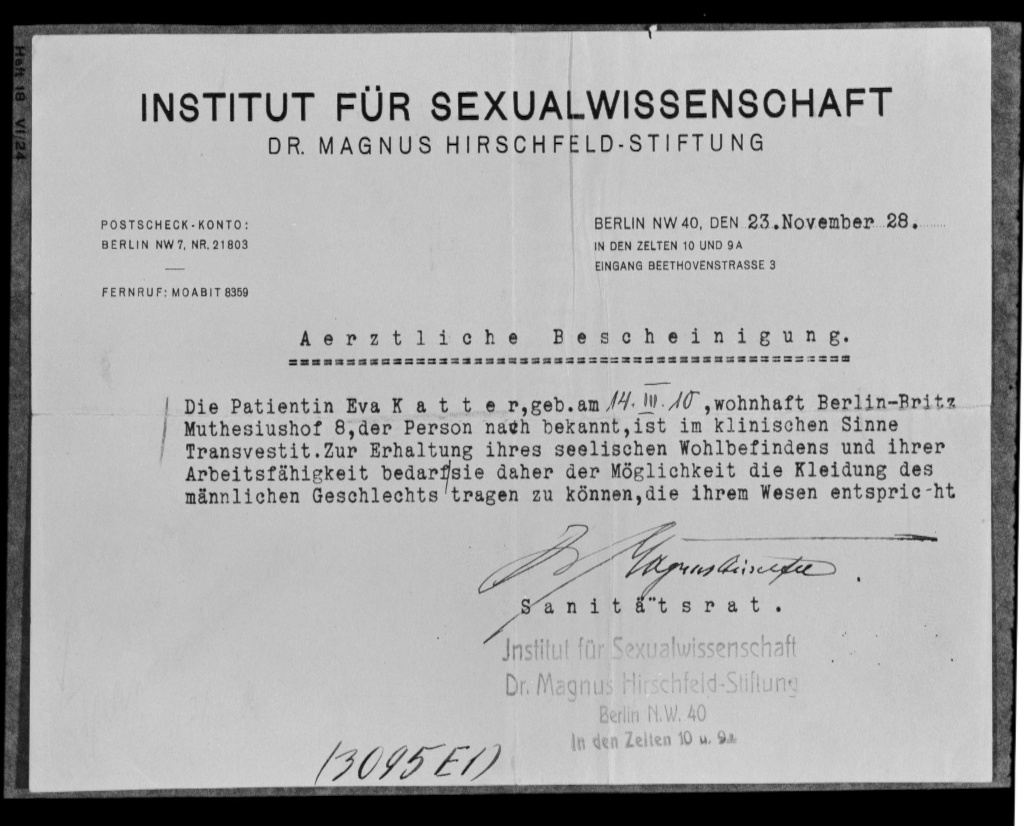 Heft 18 VI/24
INSTITUT FÜR SEXUALWISSENSCHAFT
DR. MAGNUS HIRSCHFELD-STIFTUNG
POSTSCHECK-KONTO:
BERLIN NW 7, NR. 21803
FERNRUF: MOABIT 8359
BERLIN NW 40, DEN 23.November 28.
IN DEN ZELTEN 10 UND 9A
EINGANG BEETHOVENSTRASSE 3
Aerztliche Bescheinigung.
Die Patientin Eva Katter,geb.am 14. III. 10,wohnhaft Berlin-Britz
Muthesiushof 8,der Person nach bekannt,ist im klinischen Sinne
Transvestit.Zur Erhaltung ihres seelischen Wohlbefindens und ihrer
Arbeitsfähigkeit bedarf/sie daher der Möglichkeit die Kleidung des
männlichen Geschlechts tragen zu können,die ihrem Wesen entspric-ht
Dr Magnus Hirschfeld.
Sanitätsrat.
Institut für Sexualwissenschaft
Dr. Magnus Hirschfeld-Stiftung
Berlin N.W. 40
In den Zelten 10 u. 9a
(3095E1)